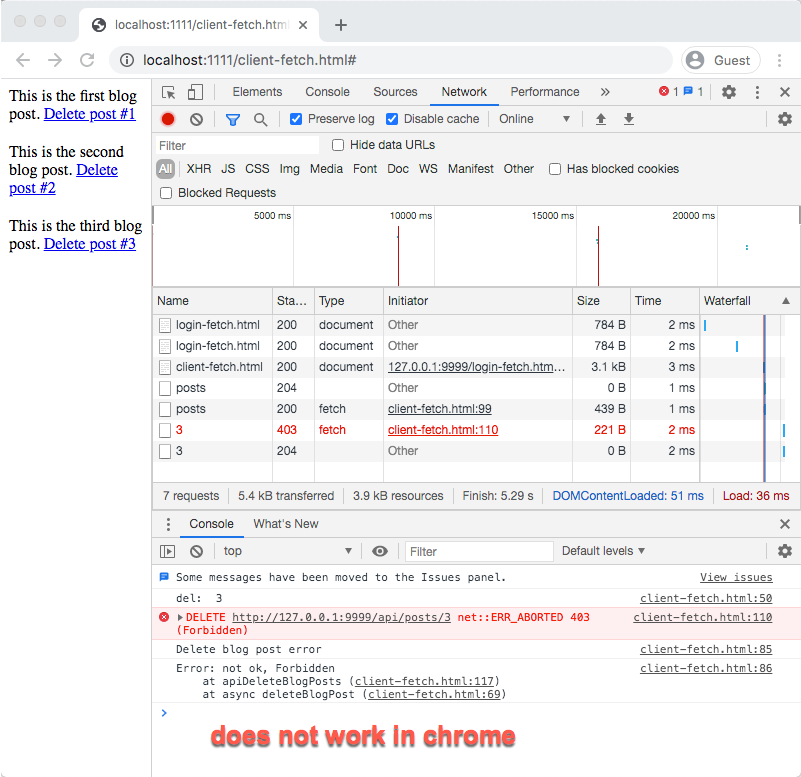 localhost:1111/client-fetch.htm
localhost:1111/client-fetch.html#
Guest
This is the first blog
post. Delete post #1
This is the second
blog post. Delete
post #2
This is the third blog
post. Delete post #3
Elements Console Sources Network Performance » 1 1
Preserve log Disable cache Online
Filter Hide data URLs
All XHR JS CSS Img Media Font Doc WS Manifest Other Has blocked cookies
Blocked Requests
5000 ms 10000 ms 15000 ms 20000 ms
Name Sta... Type Initiator Size Time Waterfall
login-fetch.html 200 document Other 784 B 2 ms
login-fetch.html 200 document Other 784 B 2 ms
client-fetch.html 200 document 127.0.0.1:9999/login-fetch.htm... 3.1 kB 3 ms
posts 204 Other 0 B 1 ms
posts 200 fetch client-fetch.html:99 439 B 1 ms
3 403 fetch client-fetch.html:110 221 B 2 ms
3 204 Other 0 B 2 ms
7 requests 5.4 kB transferred 3.9 kB resources Finish: 5.29 s DOMContentLoaded: 51 ms Load: 36 ms
Console What's New
top Filter Default levels
Some messages have been moved to the Issues panel. View issues
del: 3 client-fetch.html:50
DELETE http://127.0.0.1:9999/api/posts/3 net::ERR_ABORTED 403 client-fetch.html:110
(Forbidden)
Delete blog post error client-fetch.html:85
Error: not ok, Forbidden client-fetch.html:86
at apiDeleteBlogPosts (client-fetch.html:117)
at async deleteBlogPost (client-fetch.html:69)
does not work in chrome